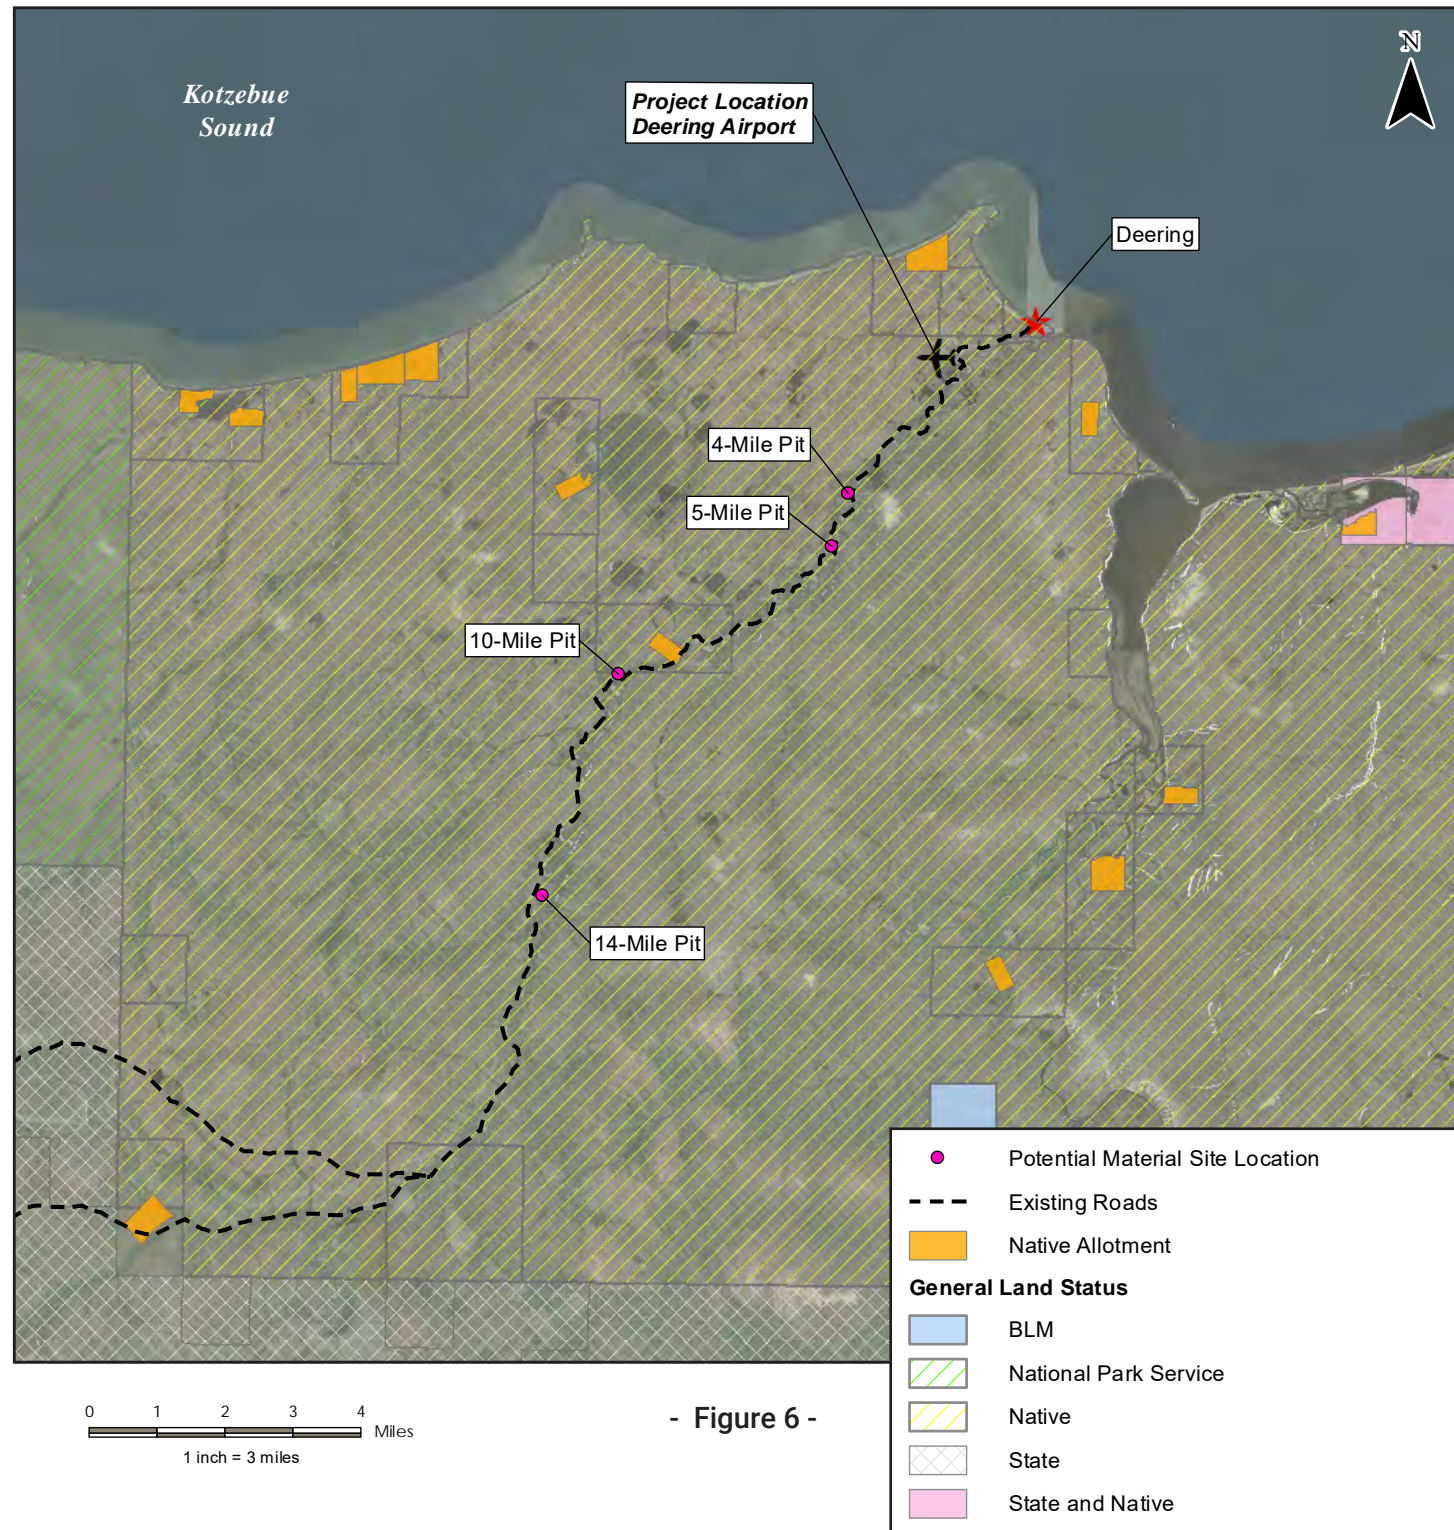 N
Kotzebue
Sound
Project Location
Deering Airport
Deering
4-Mile Pit
5-Mile Pit
10-Mile Pit
14-Mile Pit
Potential Material Site Location
Existing Roads
Native Allotment
General Land Status
BLM
National Park Service
Native
State
State and Native
0 1 2 3 4
Miles
1 inch = 3 miles
- Figure 6 -